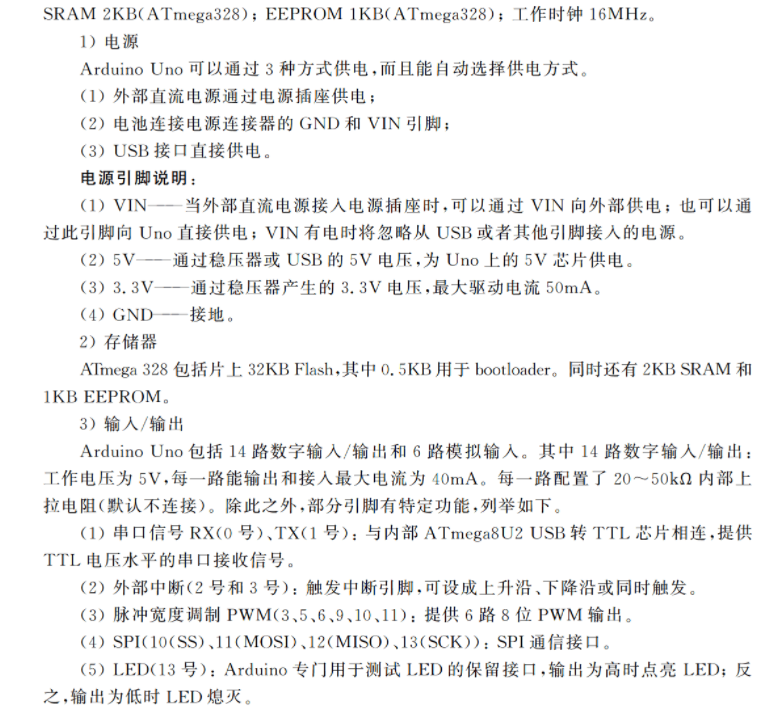 SRAM 2KB(ATmega328)；EEPROM 1KB(ATmega328)；工作时钟 16MHz。
1) 电源
Arduino Uno 可以通过 3 种方式供电,而且能自动选择供电方式。
(1) 外部直流电源通过电源插座供电；
(2) 电池连接电源连接器的 GND 和 VIN 引脚；
(3) USB 接口直接供电。
电源引脚说明：
(1) VIN——当外部直流电源接入电源插座时,可以通过 VIN 向外部供电；也可以通
过此引脚向 Uno 直接供电；VIN 有电时将忽略从 USB 或者其他引脚接入的电源。
(2) 5V——通过稳压器或 USB 的 5V 电压,为 Uno 上的 5V 芯片供电。
(3) 3.3V——通过稳压器产生的 3.3V 电压,最大驱动电流 50mA。
(4) GND——接地。
2) 存储器
ATmega 328 包括片上 32KB Flash,其中 0.5KB 用于 bootloader。同时还有 2KB SRAM 和
1KB EEPROM。
3) 输入/输出
Arduino Uno 包括 14 路数字输入/输出和 6 路模拟输入。其中 14 路数字输入/输出：
工作电压为 5V,每一路能输出和接入最大电流为 40mA。每一路配置了 20～50kΩ 内部上
拉电阻(默认不连接)。除此之外,部分引脚有特定功能,列举如下。
(1) 串口信号 RX(0 号)、TX(1 号)：与内部 ATmega8U2 USB 转 TTL 芯片相连,提供
TTL 电压水平的串口接收信号。
(2) 外部中断(2 号和 3 号)：触发中断引脚,可设成上升沿、下降沿或同时触发。
(3) 脉冲宽度调制 PWM(3、5、6、9、10、11)：提供 6 路 8 位 PWM 输出。
(4) SPI(10(SS)、11(MOSI)、12(MISO)、13(SCK))：SPI 通信接口。
(5) LED(13 号)：Arduino 专门用于测试 LED 的保留接口,输出为高时点亮 LED；反
之,输出为低时 LED 熄灭。